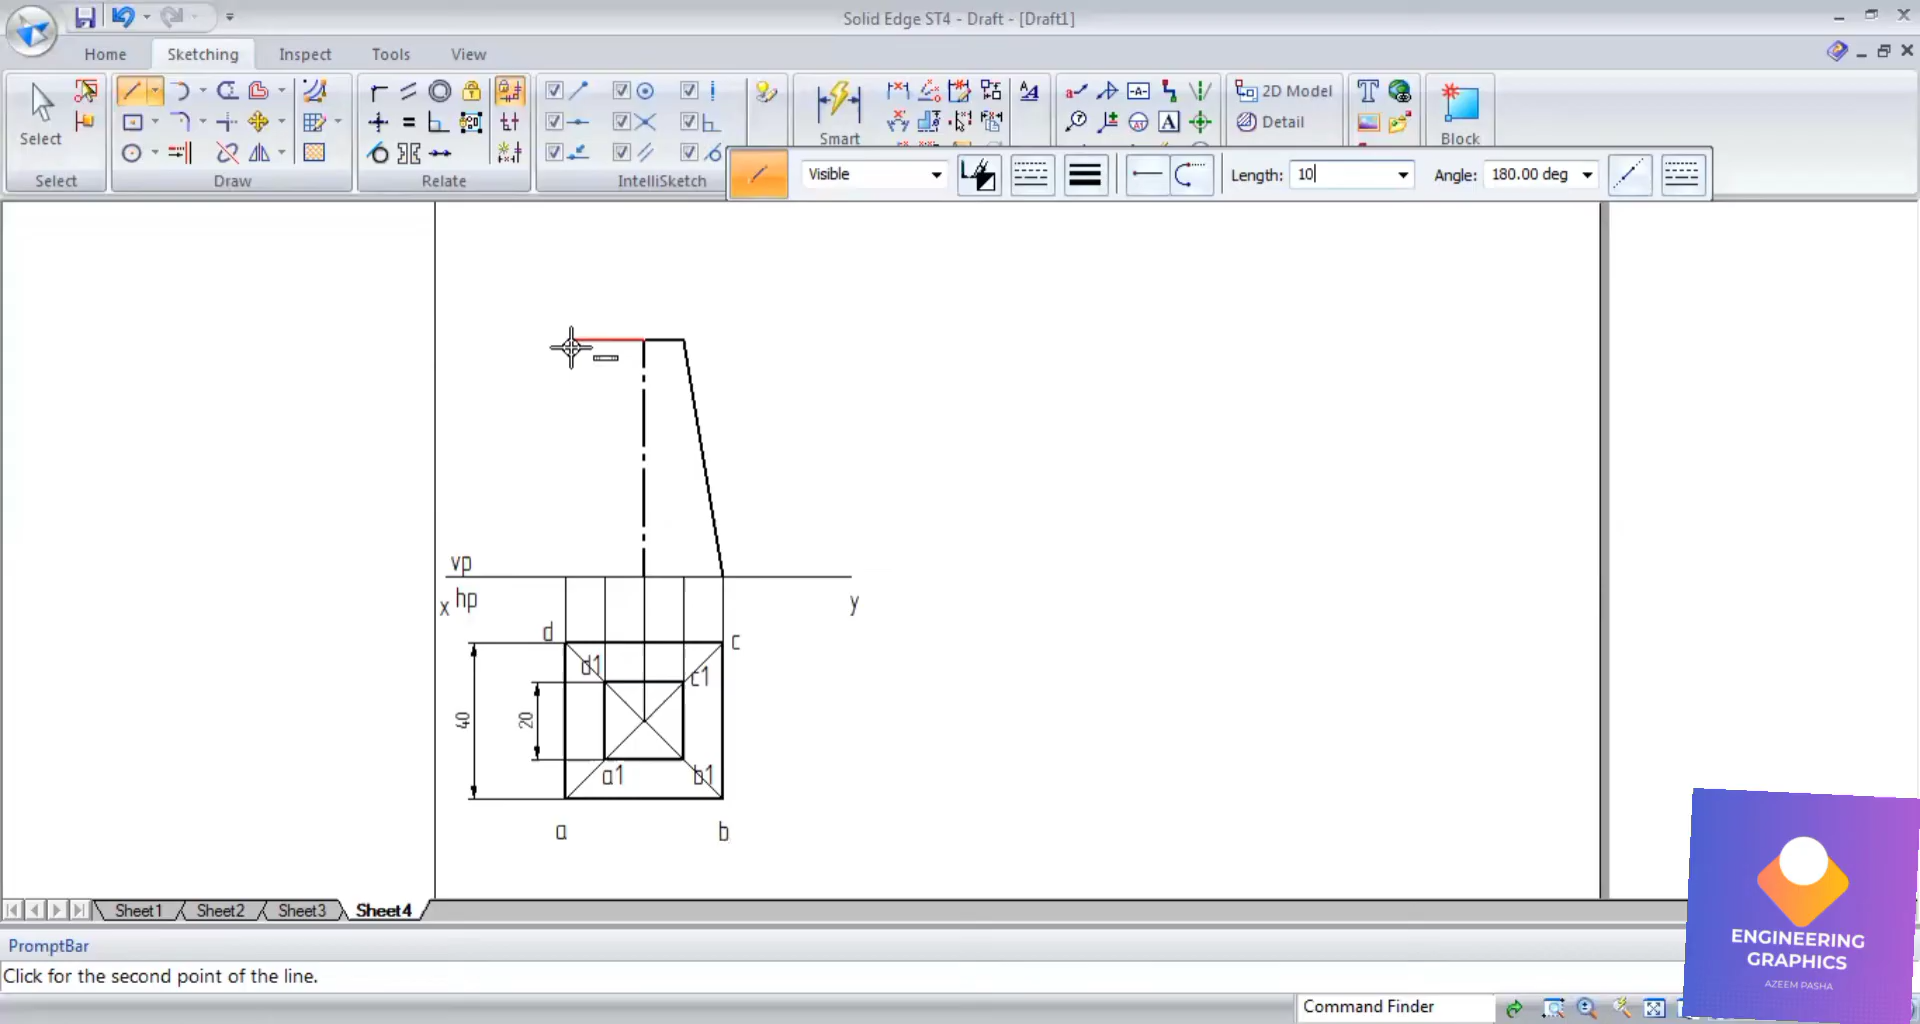 Solid Edge ST4 - Draft - [Draft1]
Home
Sketching
Inspect
Tools
View
Select
Select
Draw
Relate
IntelliSketch
Smart
2D Model
Detail
Block
Visible
Length:
10
Angle:
180.00 deg
vp
hp
x
y
d
c
d1
c1
40
20
a1
b1
a
b
Sheet1
Sheet2
Sheet3
Sheet4
PromptBar
Click for the second point of the line.
Command Finder
ENGINEERING
GRAPHICS
AZEEM PASHA